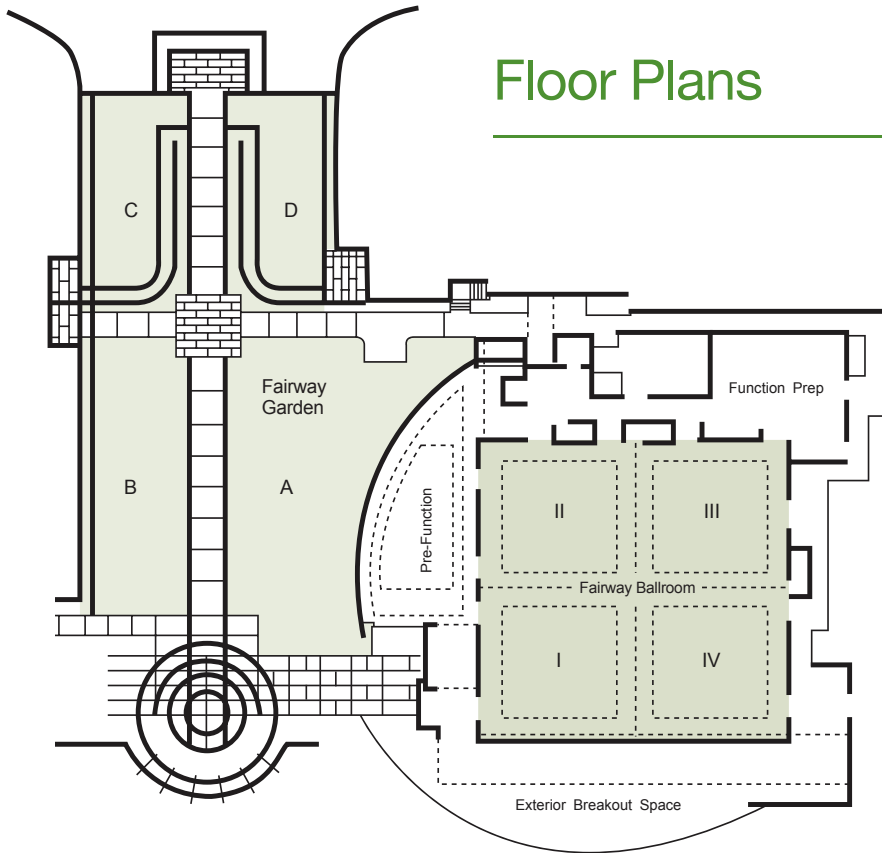 Floor Plans
C
D
Fairway
Garden
Function Prep
B
A
Pre-Function
II
III
Fairway Ballroom
I
IV
Exterior Breakout Space